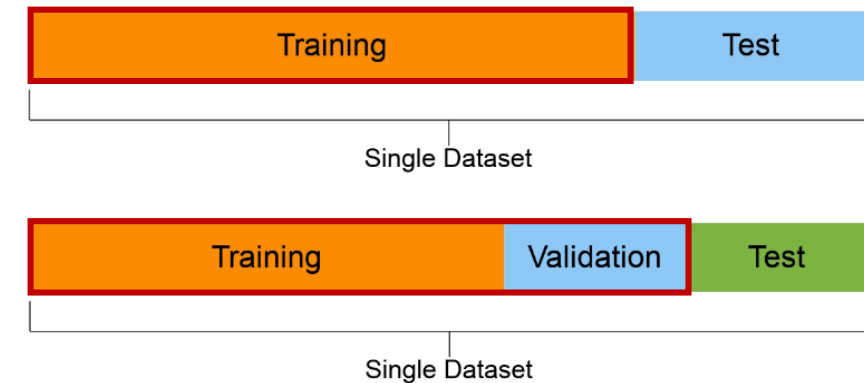 Training Test
Single Dataset
Training Validation Test
Single Dataset